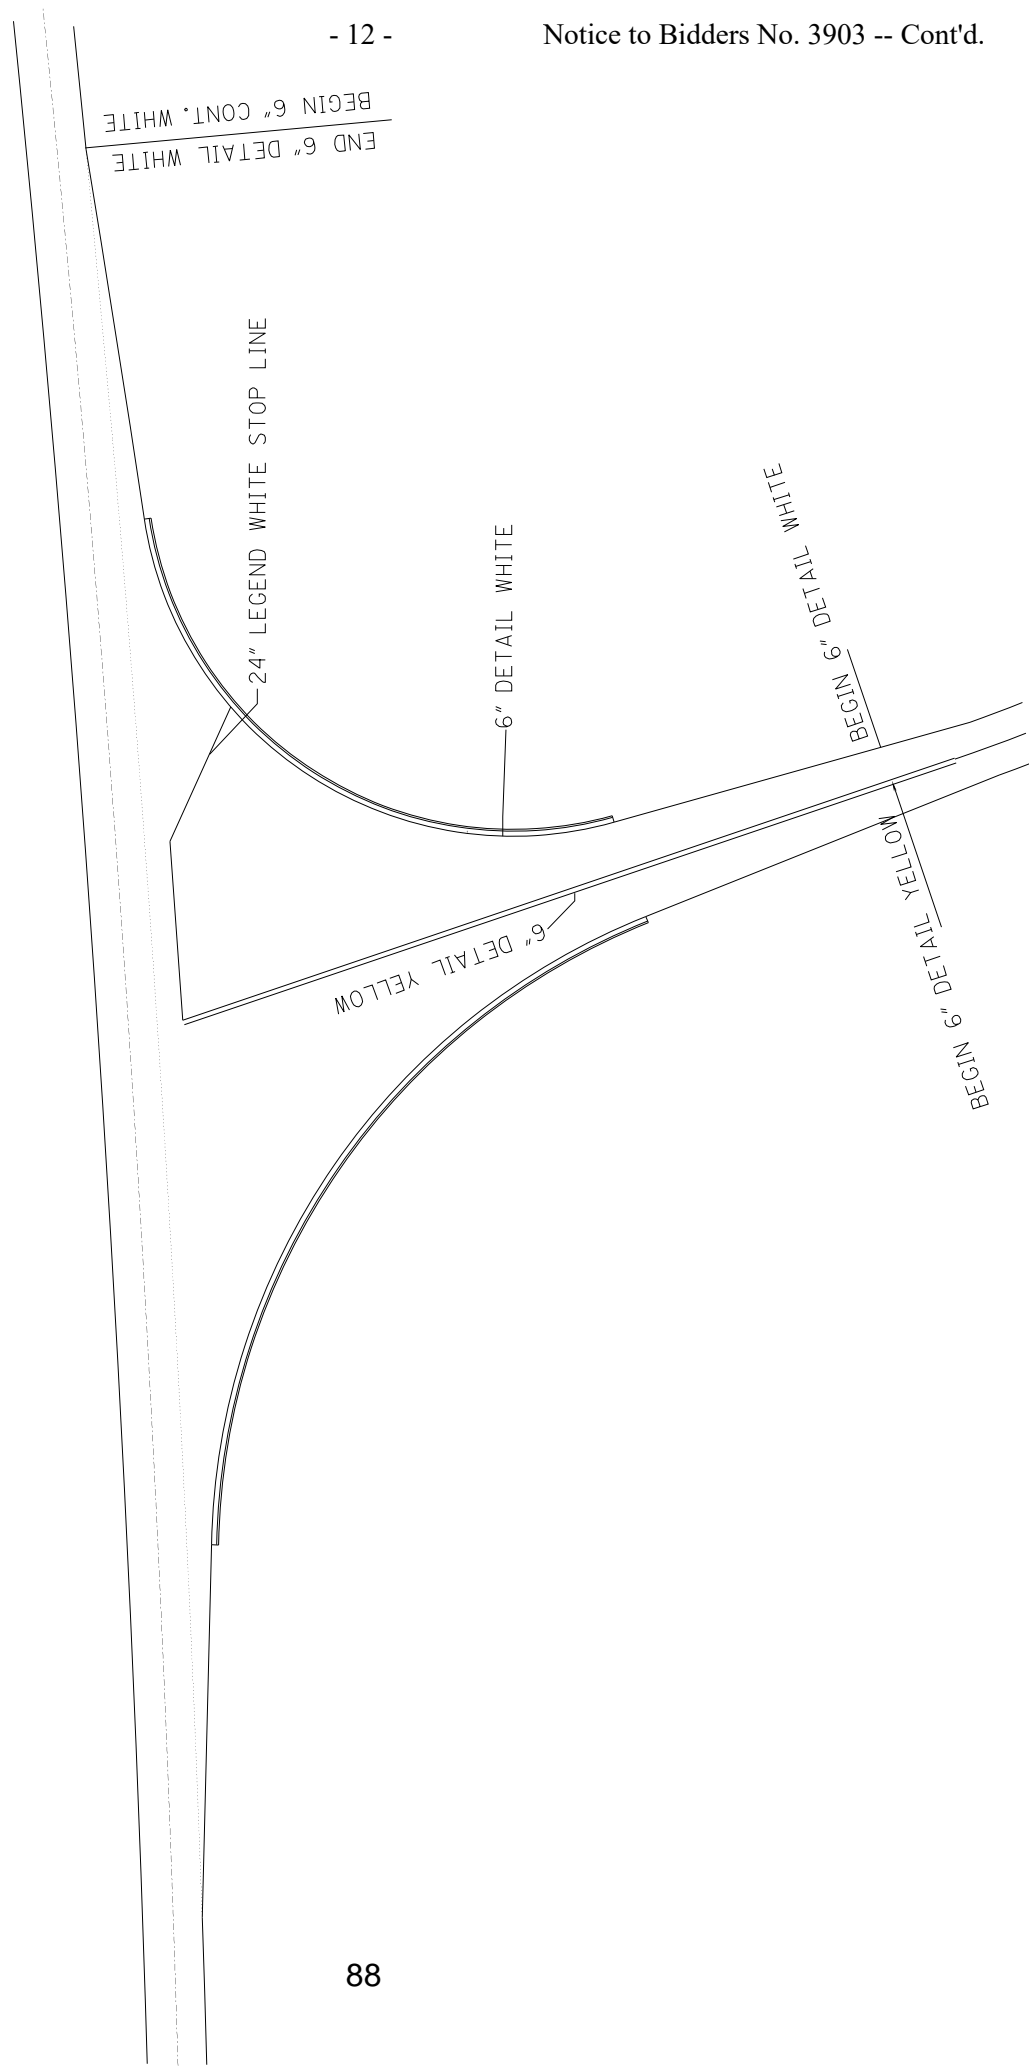 - 12 - Notice to Bidders No. 3903 -- Cont'd.
BEGIN 6" CONT. WHITE
END 6" DETAIL WHITE
24" LEGEND WHITE STOP LINE
6" DETAIL WHITE
BEGIN 6" DETAIL WHITE
6" DETAIL YELLOW
BEGIN 6" DETAIL YELLOW
88